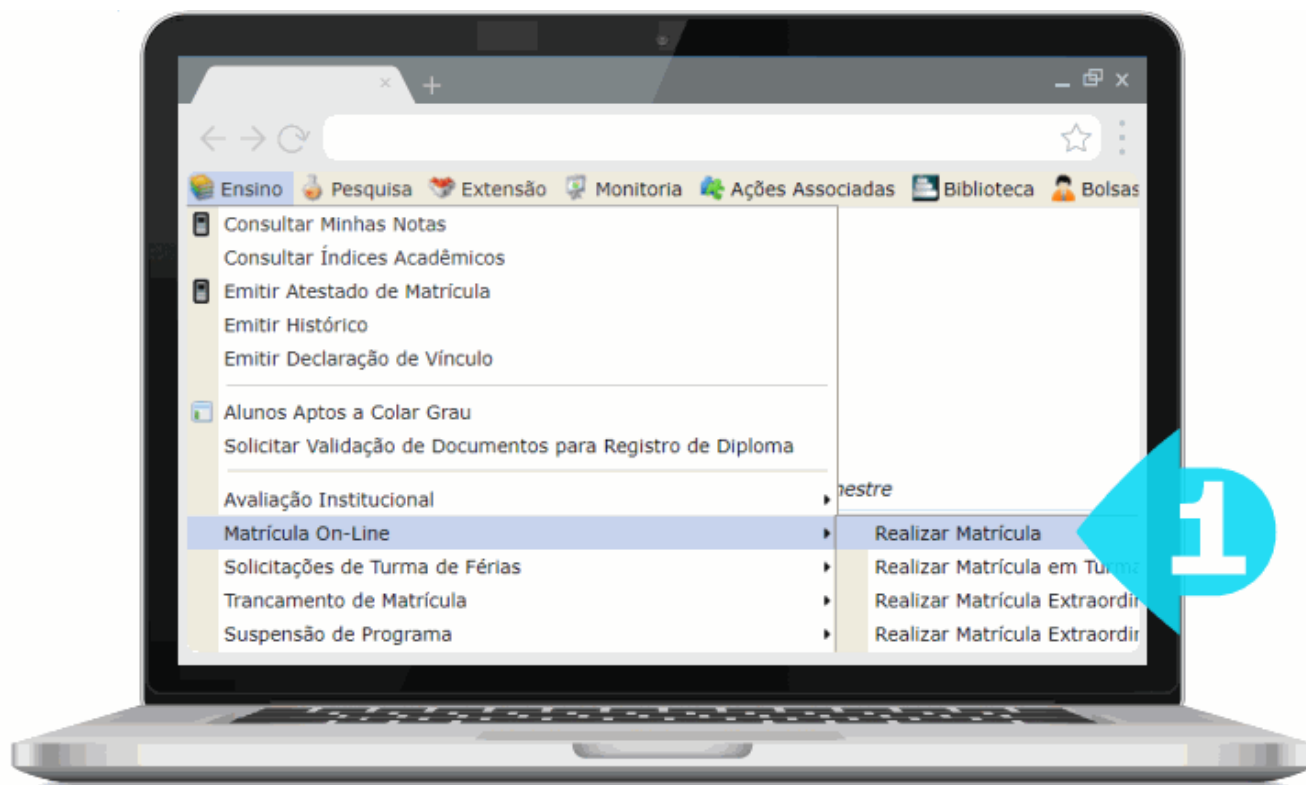 Ensino Pesquisa Extensão Monitoria Ações Associadas Biblioteca Bolsas
Consultar Minhas Notas
Consultar Índices Acadêmicos
Emitir Atestado de Matrícula
Emitir Histórico
Emitir Declaração de Vínculo
Alunos Aptos a Colar Grau
Solicitar Validação de Documentos para Registro de Diploma
Avaliação Institucional
nestre
Matrícula On-Line
Realizar Matrícula
1
Solicitações de Turma de Férias
Realizar Matrícula em Turma
Trancamento de Matrícula
Realizar Matrícula Extraordin
Suspensão de Programa
Realizar Matrícula Extraordin